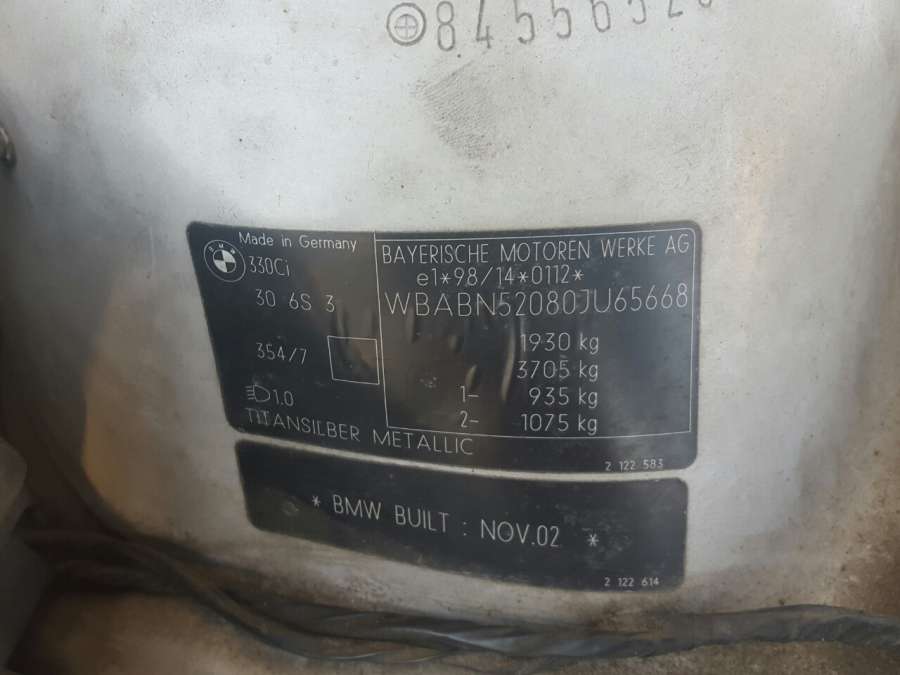 Made in Germany
BMW
330Ci
30 6S 3
354/7
1.0
TITANSILBER METALLIC
BAYERISCHE MOTOREN WERKE AG
e1*98/14*0112*
WBABN52080JU65668
1930 kg
3705 kg
1- 935 kg
2- 1075 kg
2 122 583
* BMW BUILT : NOV.02 *
2 122 614